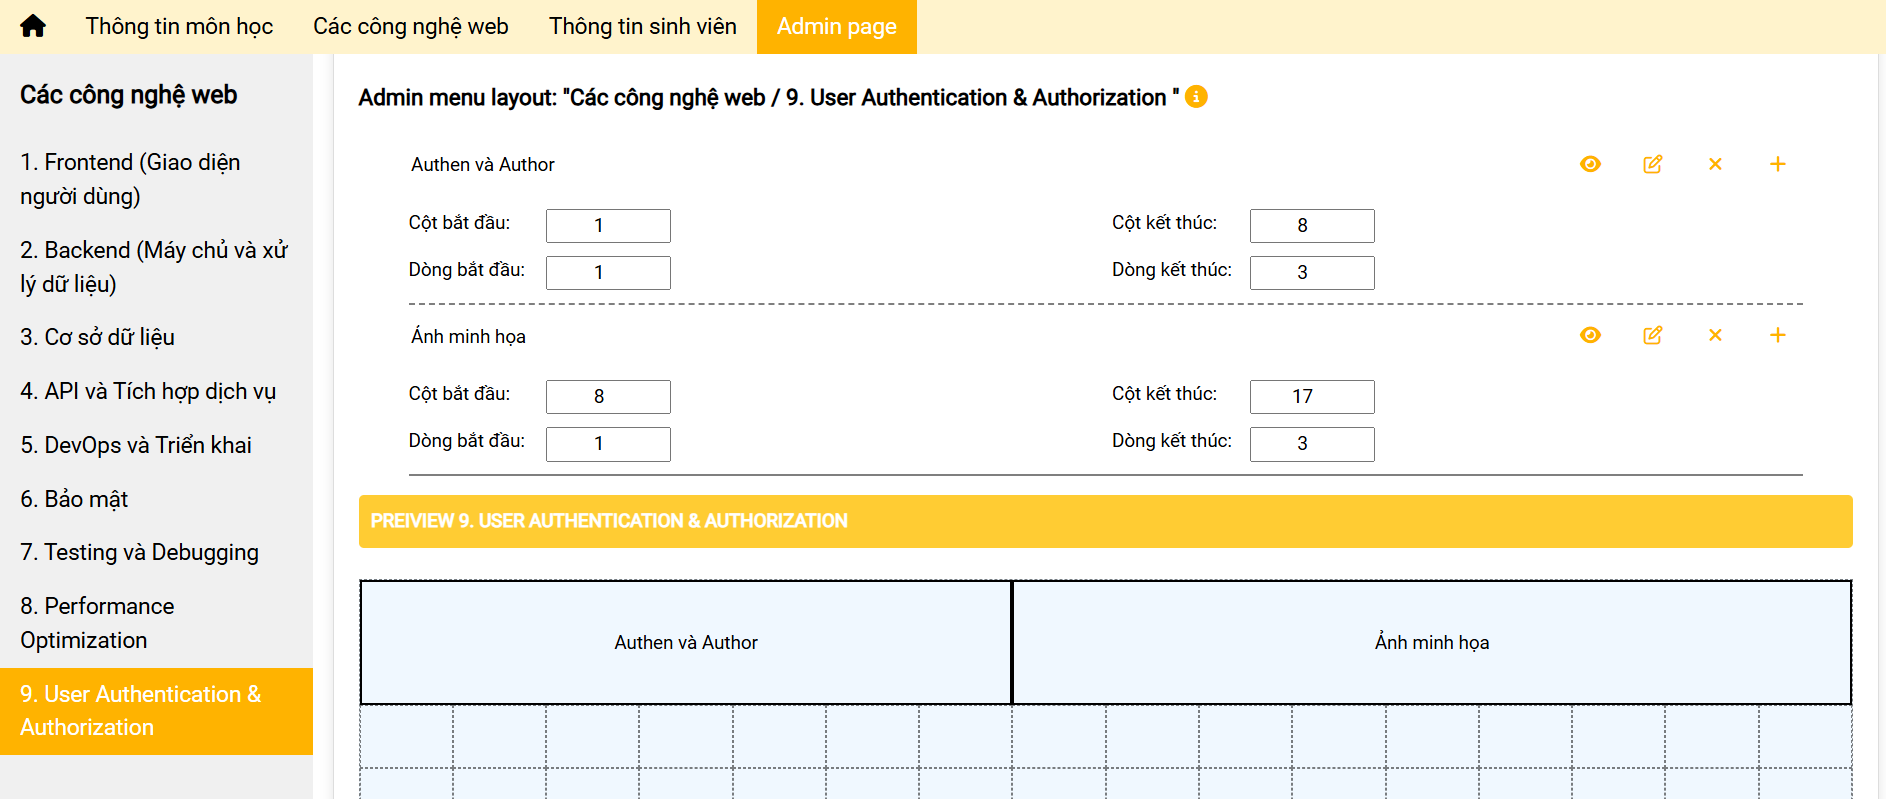 Thông tin môn học Các công nghệ web Thông tin sinh viên Admin page
Các công nghệ web
1. Frontend (Giao diện
người dùng)
2. Backend (Máy chủ và xử
lý dữ liệu)
3. Cơ sở dữ liệu
4. API và Tích hợp dịch vụ
5. DevOps và Triển khai
6. Bảo mật
7. Testing và Debugging
8. Performance
Optimization
9. User Authentication &
Authorization
Admin menu layout: "Các công nghệ web / 9. User Authentication & Authorization "
Authen và Author
Cột bắt đầu: 1 Cột kết thúc: 8
Dòng bắt đầu: 1 Dòng kết thúc: 3
Ảnh minh họa
Cột bắt đầu: 8 Cột kết thúc: 17
Dòng bắt đầu: 1 Dòng kết thúc: 3
PREIVIEW 9. USER AUTHENTICATION & AUTHORIZATION
Authen và Author Ảnh minh họa